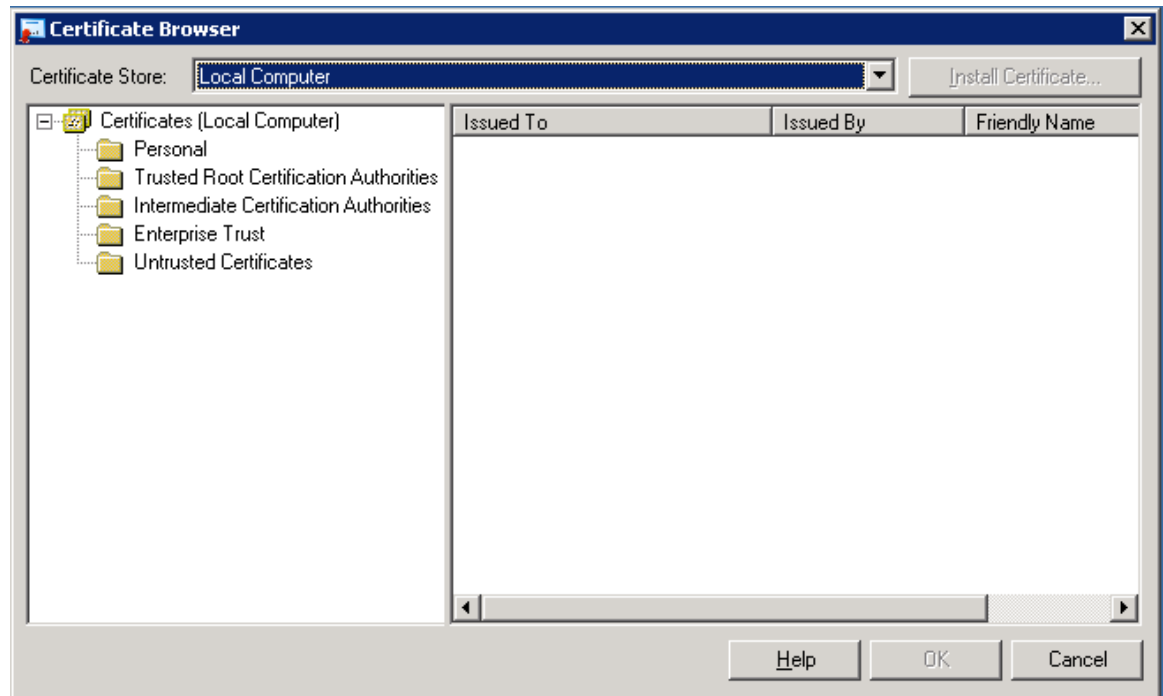 Certificate Browser
Certificate Store: Local Computer Install Certificate...
Certificates (Local Computer)
Personal
Trusted Root Certification Authorities
Intermediate Certification Authorities
Enterprise Trust
Untrusted Certificates
Issued To Issued By Friendly Name
Help OK Cancel